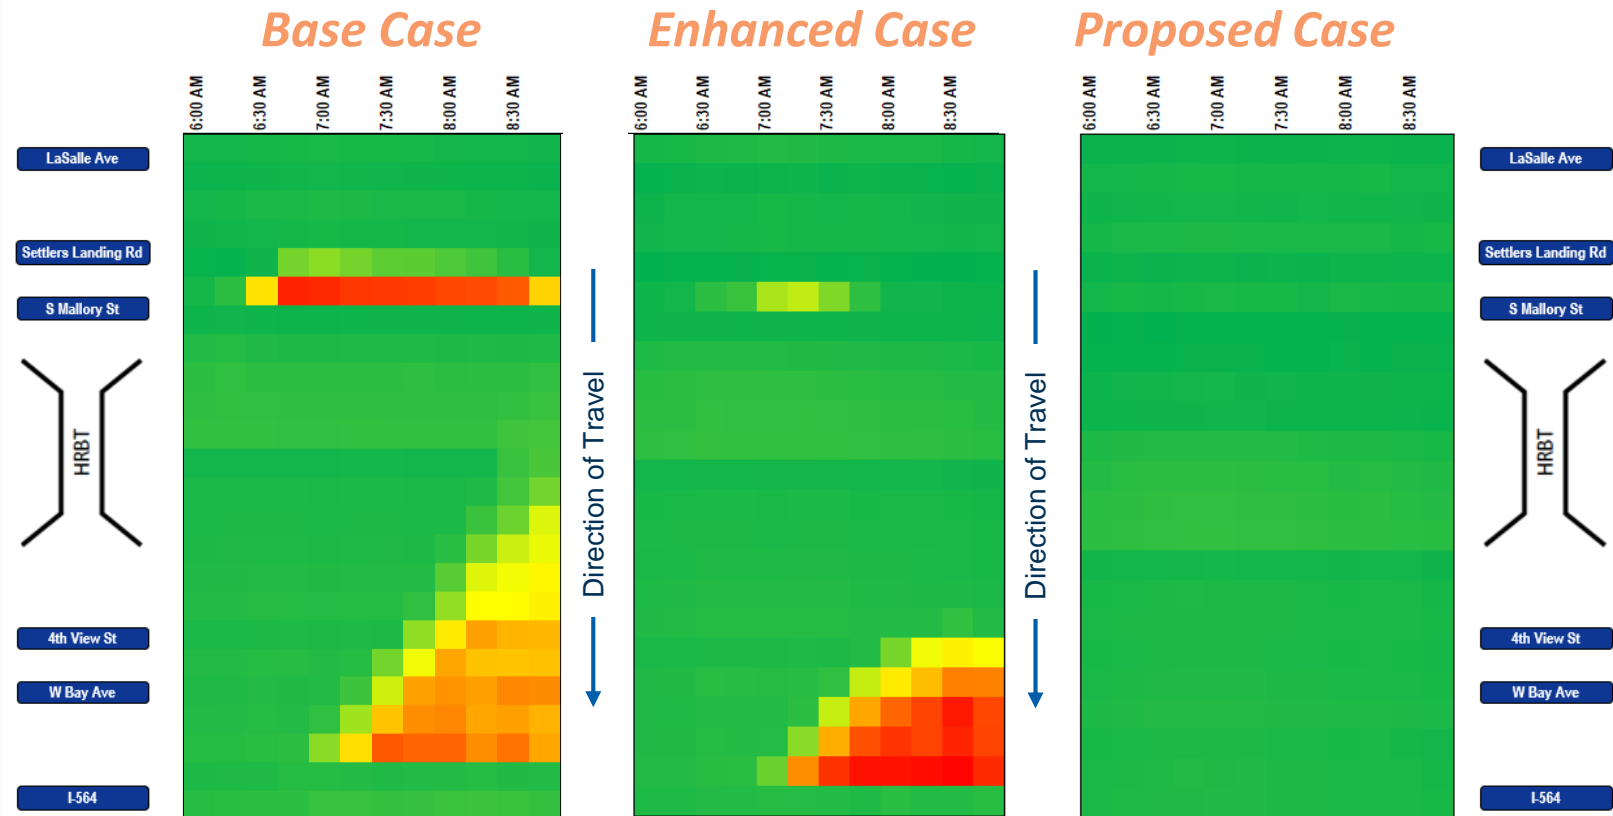 Base Case
Enhanced Case
Proposed Case
6:00 AM
6:30 AM
7:00 AM
7:30 AM
8:00 AM
8:30 AM
6:00 AM
6:30 AM
7:00 AM
7:30 AM
8:00 AM
8:30 AM
6:00 AM
6:30 AM
7:00 AM
7:30 AM
8:00 AM
8:30 AM
LaSalle Ave
Settlers Landing Rd
S Mallory St
HRBT
4th View St
W Bay Ave
I-564
Direction of Travel
Direction of Travel
LaSalle Ave
Settlers Landing Rd
S Mallory St
HRBT
4th View St
W Bay Ave
I-564